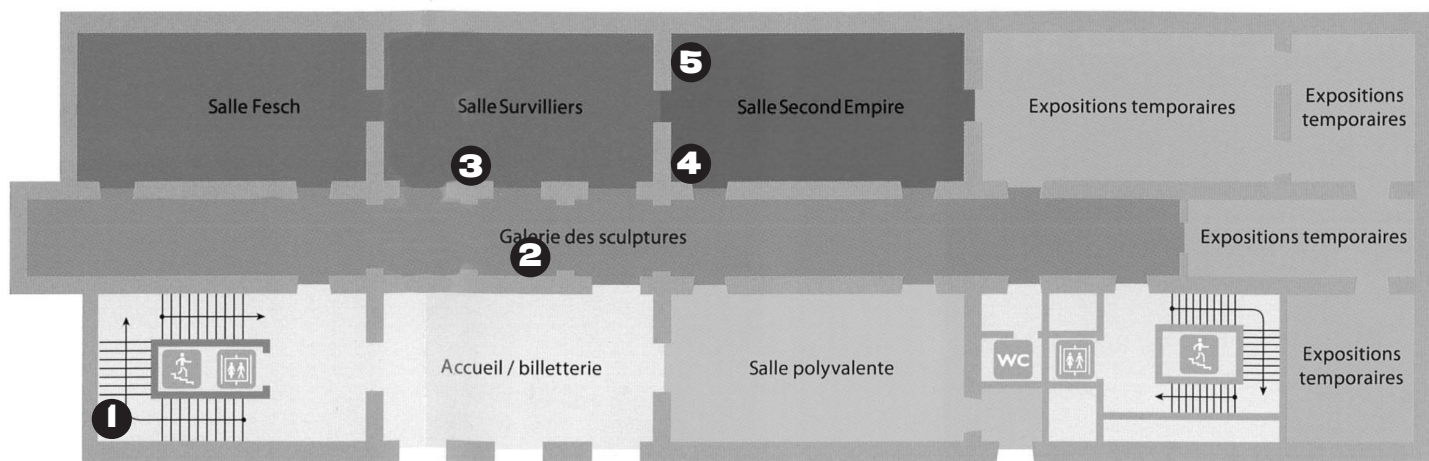 5
Salle Fesch
Salle Survilliers
Salle Second Empire
Expositions temporaires
Expositions
temporaires
3
4
Galerie des sculptures
Expositions temporaires
2
Accueil / billetterie
Salle polyvalente
WC
Expositions
temporaires
1